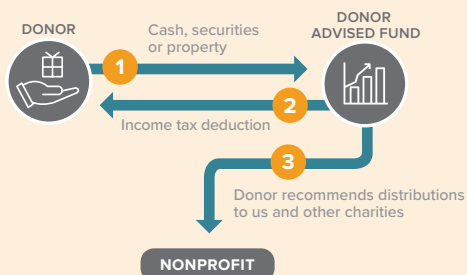 DONOR
Cash, securities
or property
DONOR
ADVISED FUND
1
2
Income tax deduction
3
Donor recommends distributions
to us and other charities
NONPROFIT